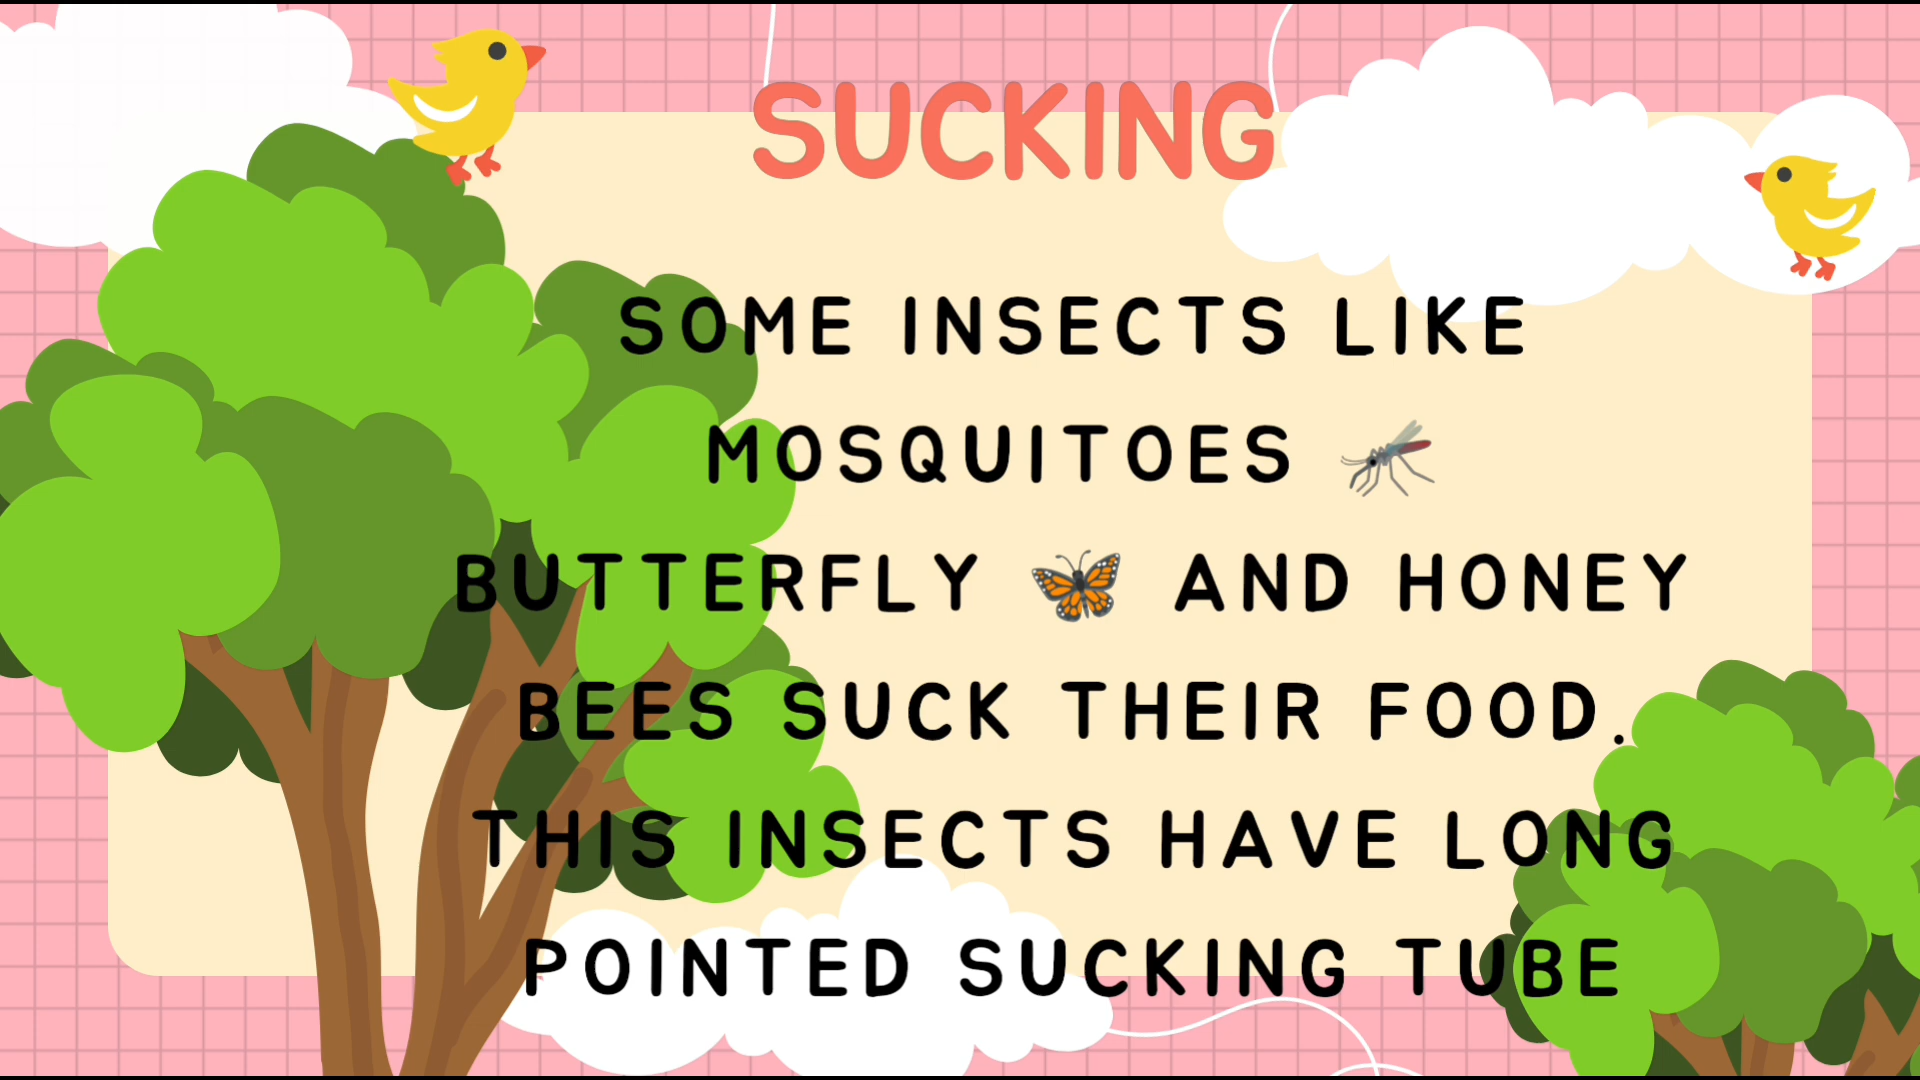 SUCKING
SOME INSECTS LIKE
MOSQUITOES 🦟
BUTTERFLY 🦋 AND HONEY
BEES SUCK THEIR FOOD.
THIS INSECTS HAVE LONG
POINTED SUCKING TUBE